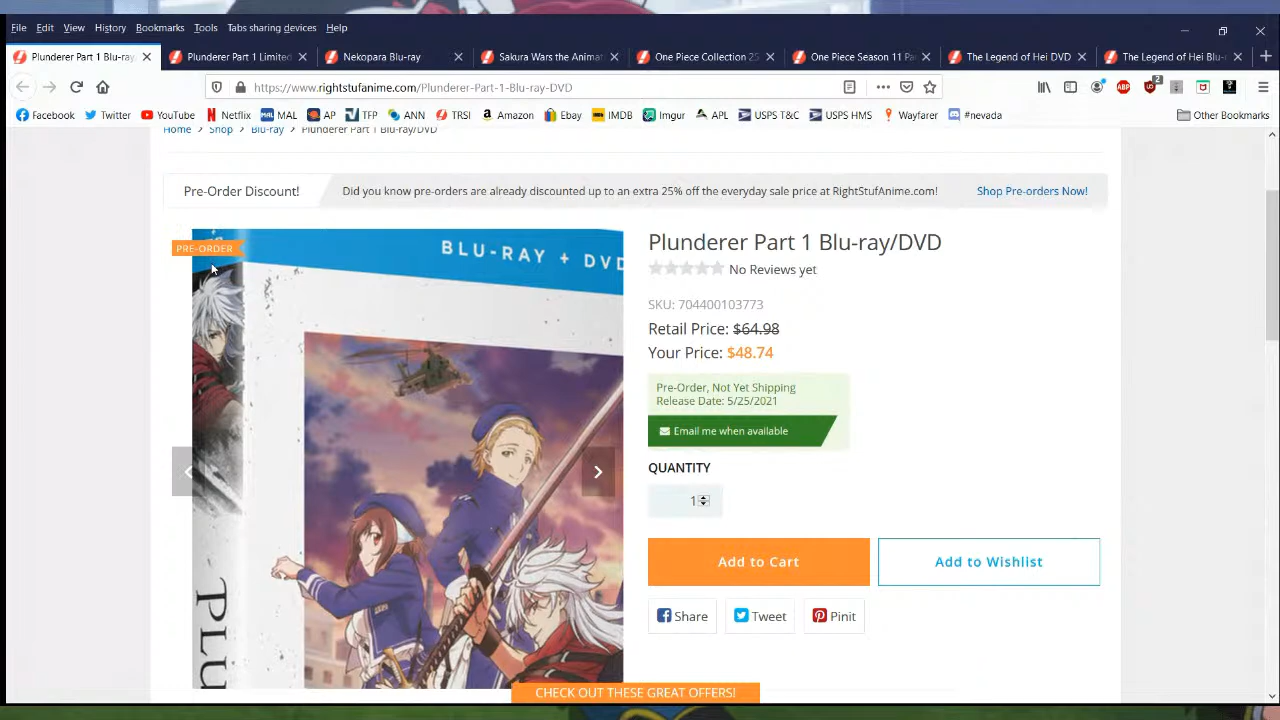 File Edit View History Bookmarks Tools Tabs sharing devices Help
Plunderer Part 1 Blu-ray/ Plunderer Part 1 Limited Nekopara Blu-ray Sakura Wars the Animat One Piece Collection 25 One Piece Season 11 Pa The Legend of Hei DVD The Legend of Hei Blu-
https://www.rightstufanime.com/Plunderer-Part-1-Blu-ray-DVD
ABP 2
Facebook Twitter YouTube Netflix MAL AP TFP ANN TRSI Amazon Ebay IMDB Imgur APL USPS T&C USPS HMS Wayfarer #nevada Other Bookmarks
Home Shop Blu-ray Plunderer Part 1 Blu-ray/DVD
Pre-Order Discount! Did you know pre-orders are already discounted up to an extra 25% off the everyday sale price at RightStufAnime.com! Shop Pre-orders Now!
PRE-ORDER
BLU-RAY + DVD
PLU
Plunderer Part 1 Blu-ray/DVD
No Reviews yet
SKU: 704400103773
Retail Price: $64.98
Your Price: $48.74
Pre-Order, Not Yet Shipping
Release Date: 5/25/2021
Email me when available
QUANTITY
1
Add to Cart Add to Wishlist
Share Tweet Pinit
CHECK OUT THESE GREAT OFFERS!